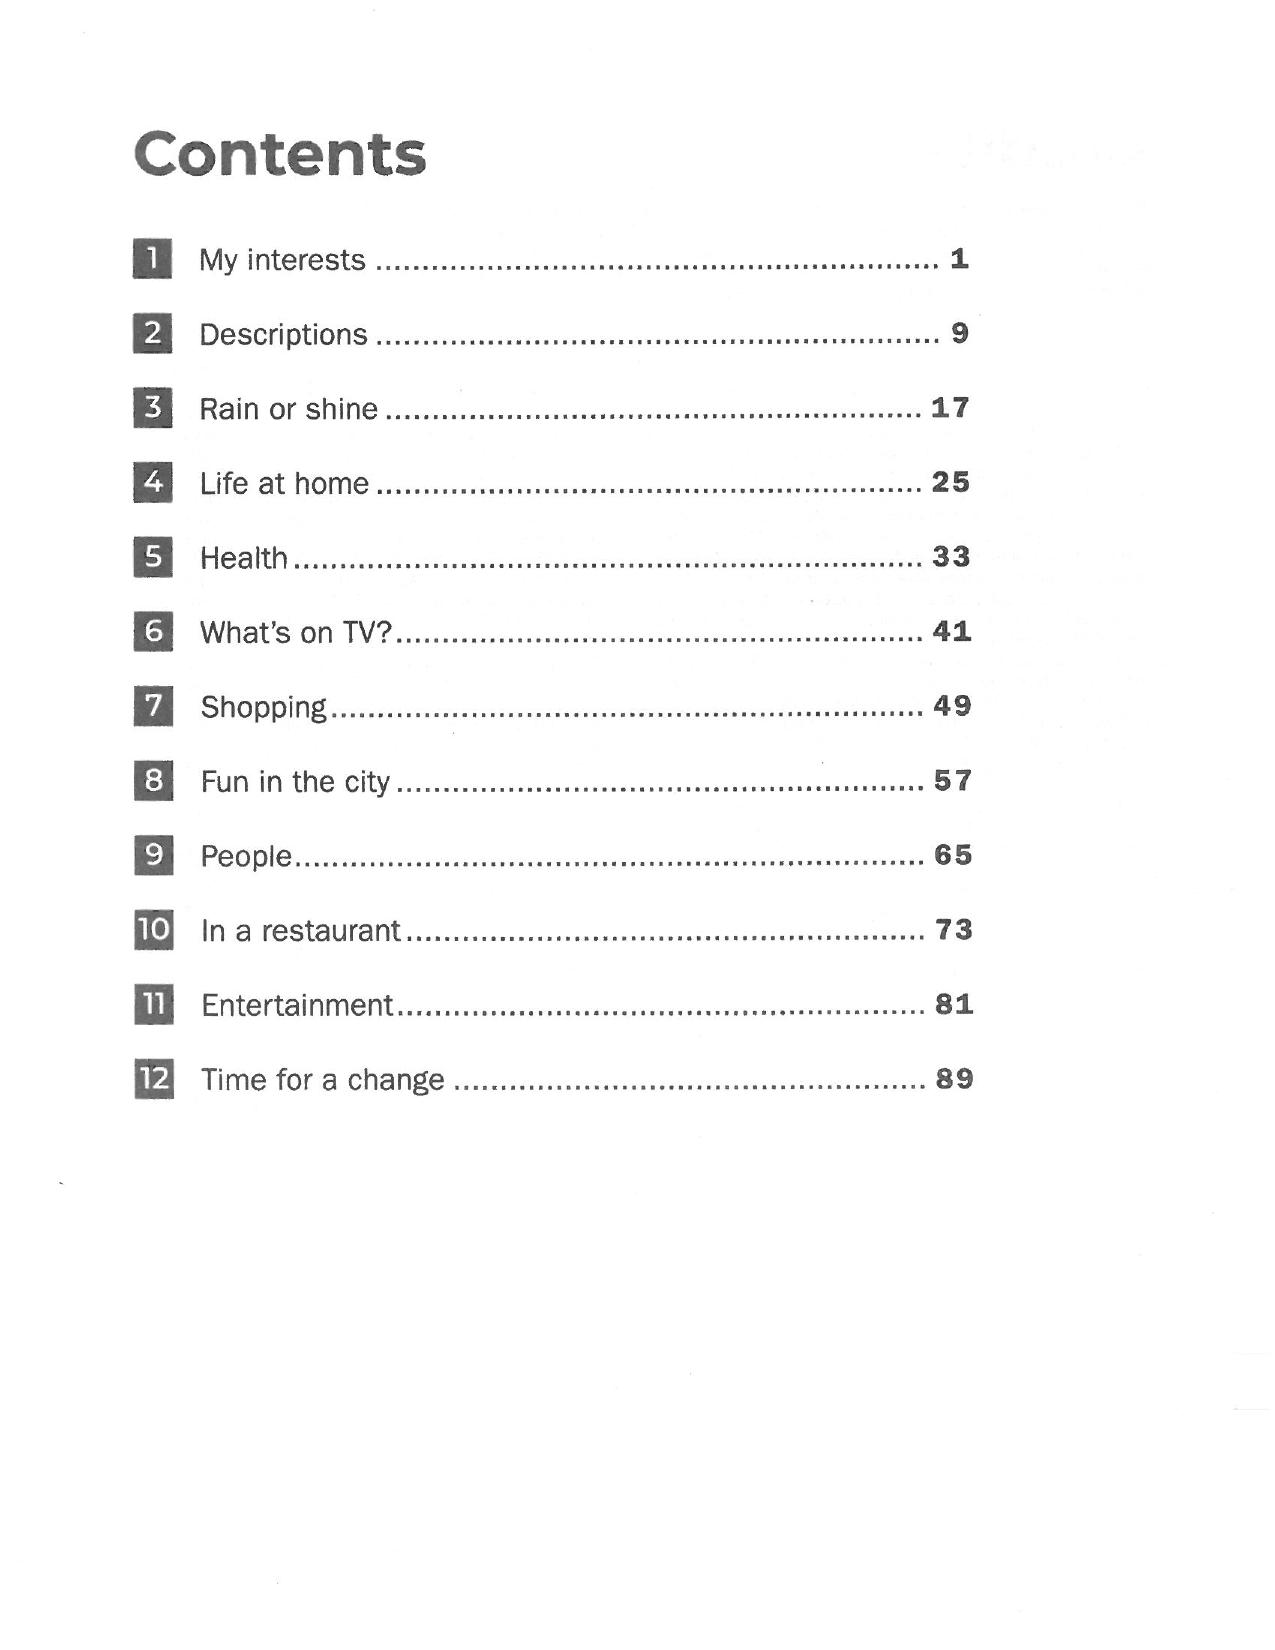 Contents
1 My interests ............................................................ 1
2 Descriptions ............................................................ 9
3 Rain or shine ......................................................... 17
4 Life at home .......................................................... 25
5 Health ................................................................... 33
6 What's on TV?........................................................ 41
7 Shopping............................................................... 49
8 Fun in the city ........................................................ 57
9 People................................................................... 65
10 In a restaurant....................................................... 73
11 Entertainment........................................................ 81
12 Time for a change .................................................. 89